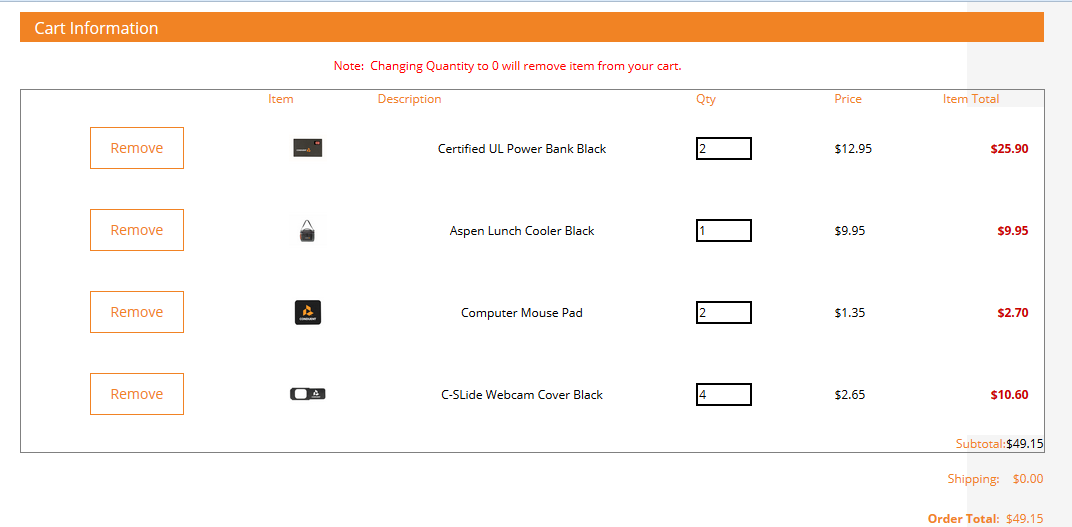 Cart Information
Note: Changing Quantity to 0 will remove item from your cart.
Item Description Qty Price Item Total
Remove Certified UL Power Bank Black 2 $12.95 $25.90
Remove Aspen Lunch Cooler Black 1 $9.95 $9.95
Remove Computer Mouse Pad 2 $1.35 $2.70
Remove C-SLide Webcam Cover Black 4 $2.65 $10.60
Subtotal:$49.15
Shipping: $0.00
Order Total: $49.15